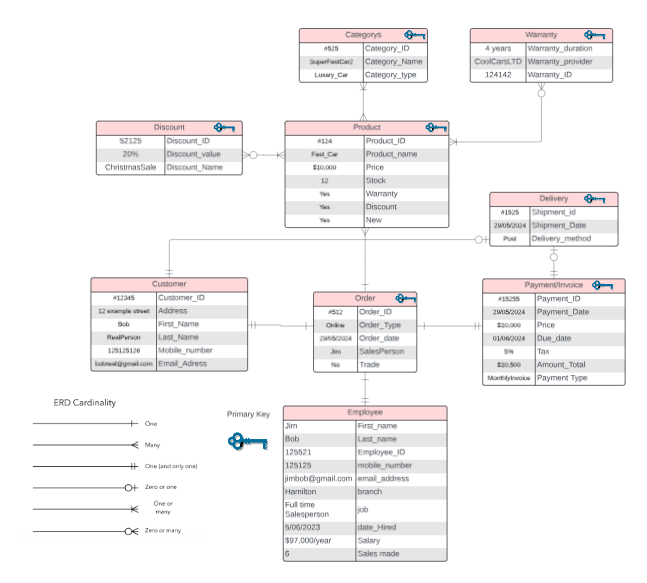 Categorys
#525 Category_ID
SuperFastCar2 Category_Name
Luxary_Car Category_type
Warranty
4 years Warranty_duration
CoolCarsLTD Warranty_provider
124142 Warranty_ID
Discount
52125 Discount_ID
20% Discount_value
ChristmasSale Discount_Name
Product
#124 Product_ID
Fast_Car Product_name
$10,000 Price
12 Stock
Yes Warranty
Yes Discount
Yes New
Delivery
#1525 Shipment_id
29/05/2024 Shipment_Date
Post Delivery_method
Customer
#12345 Customer_ID
12 example street Address
Bob First_Name
RealPerson Last_Name
125125126 Mobile_number
bobreal@gmail.com Email_Adress
Order
#512 Order_ID
Online Order_Type
29/05/2024 Order_date
Jim SalesPerson
No Trade
Payment/Invoice
#15255 Payment_ID
29/05/2024 Payment_Date
$10,000 Price
01/06/2024 Due_date
5% Tax
$10,500 Amount_Total
MonthlyInvoice Payment Type
Employee
Jim First_name
Bob Last_name
125521 Employee_ID
125125 mobile_number
jimbob@gmail.com email_address
Hamilton branch
Full time
Salesperson job
5/06/2023 date_Hired
$97,000/year Salary
6 Sales made
ERD Cardinality
One
Many
One (and only one)
Zero or one
One or
many
Zero or many
Primary Key